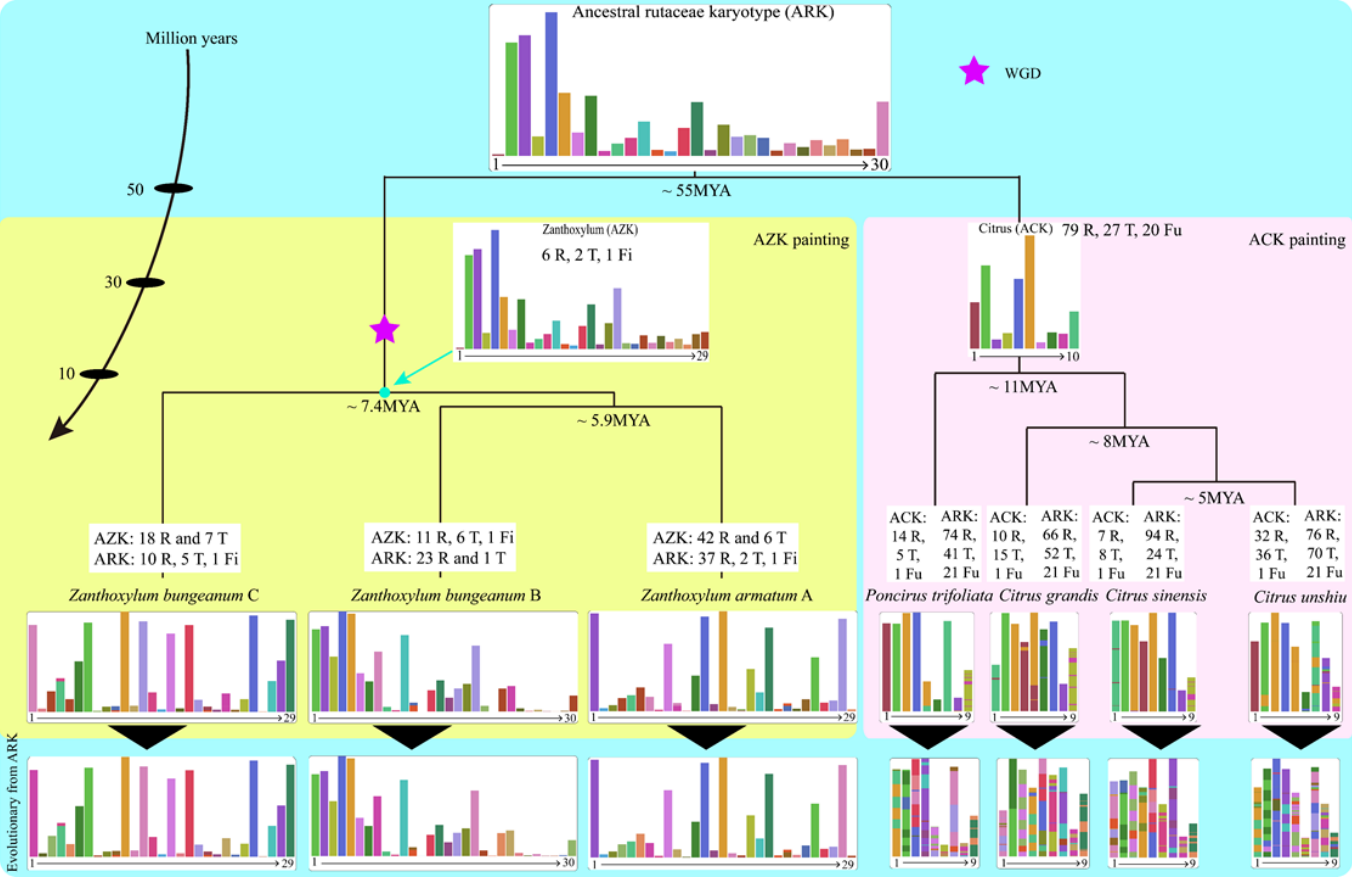 Ancestral rutaceae karyotype (ARK)
Million years
WGD
1
30
~ 55MYA
50
Zanthoxylum (AZK)
6 R, 2 T, 1 Fi
AZK painting
Citrus (ACK)
79 R, 27 T, 20 Fu
ACK painting
30
1
29
1
10
10
~ 7.4MYA
~ 5.9MYA
~ 11MYA
~ 8MYA
~ 5MYA
AZK: 18 R and 7 T
ARK: 10 R, 5 T, 1 Fi
AZK: 11 R, 6 T, 1 Fi
ARK: 23 R and 1 T
AZK: 42 R and 6 T
ARK: 37 R, 2 T, 1 Fi
ACK:
14 R,
5 T,
1 Fu
ARK:
74 R,
41 T,
21 Fu
ACK:
10 R,
15 T,
1 Fu
ARK:
66 R,
52 T,
21 Fu
ACK:
7 R,
8 T,
1 Fu
ARK:
94 R,
24 T,
21 Fu
ACK:
32 R,
36 T,
1 Fu
ARK:
76 R,
70 T,
21 Fu
Zanthoxylum bungeanum C
Zanthoxylum bungeanum B
Zanthoxylum armatum A
Poncirus trifoliata
Citrus grandis
Citrus sinensis
Citrus unshiu
1
29
1
30
1
29
1
9
1
9
1
9
1
9
Evolutionary from ARK
1
29
1
30
1
29
1
9
1
9
1
9
1
9